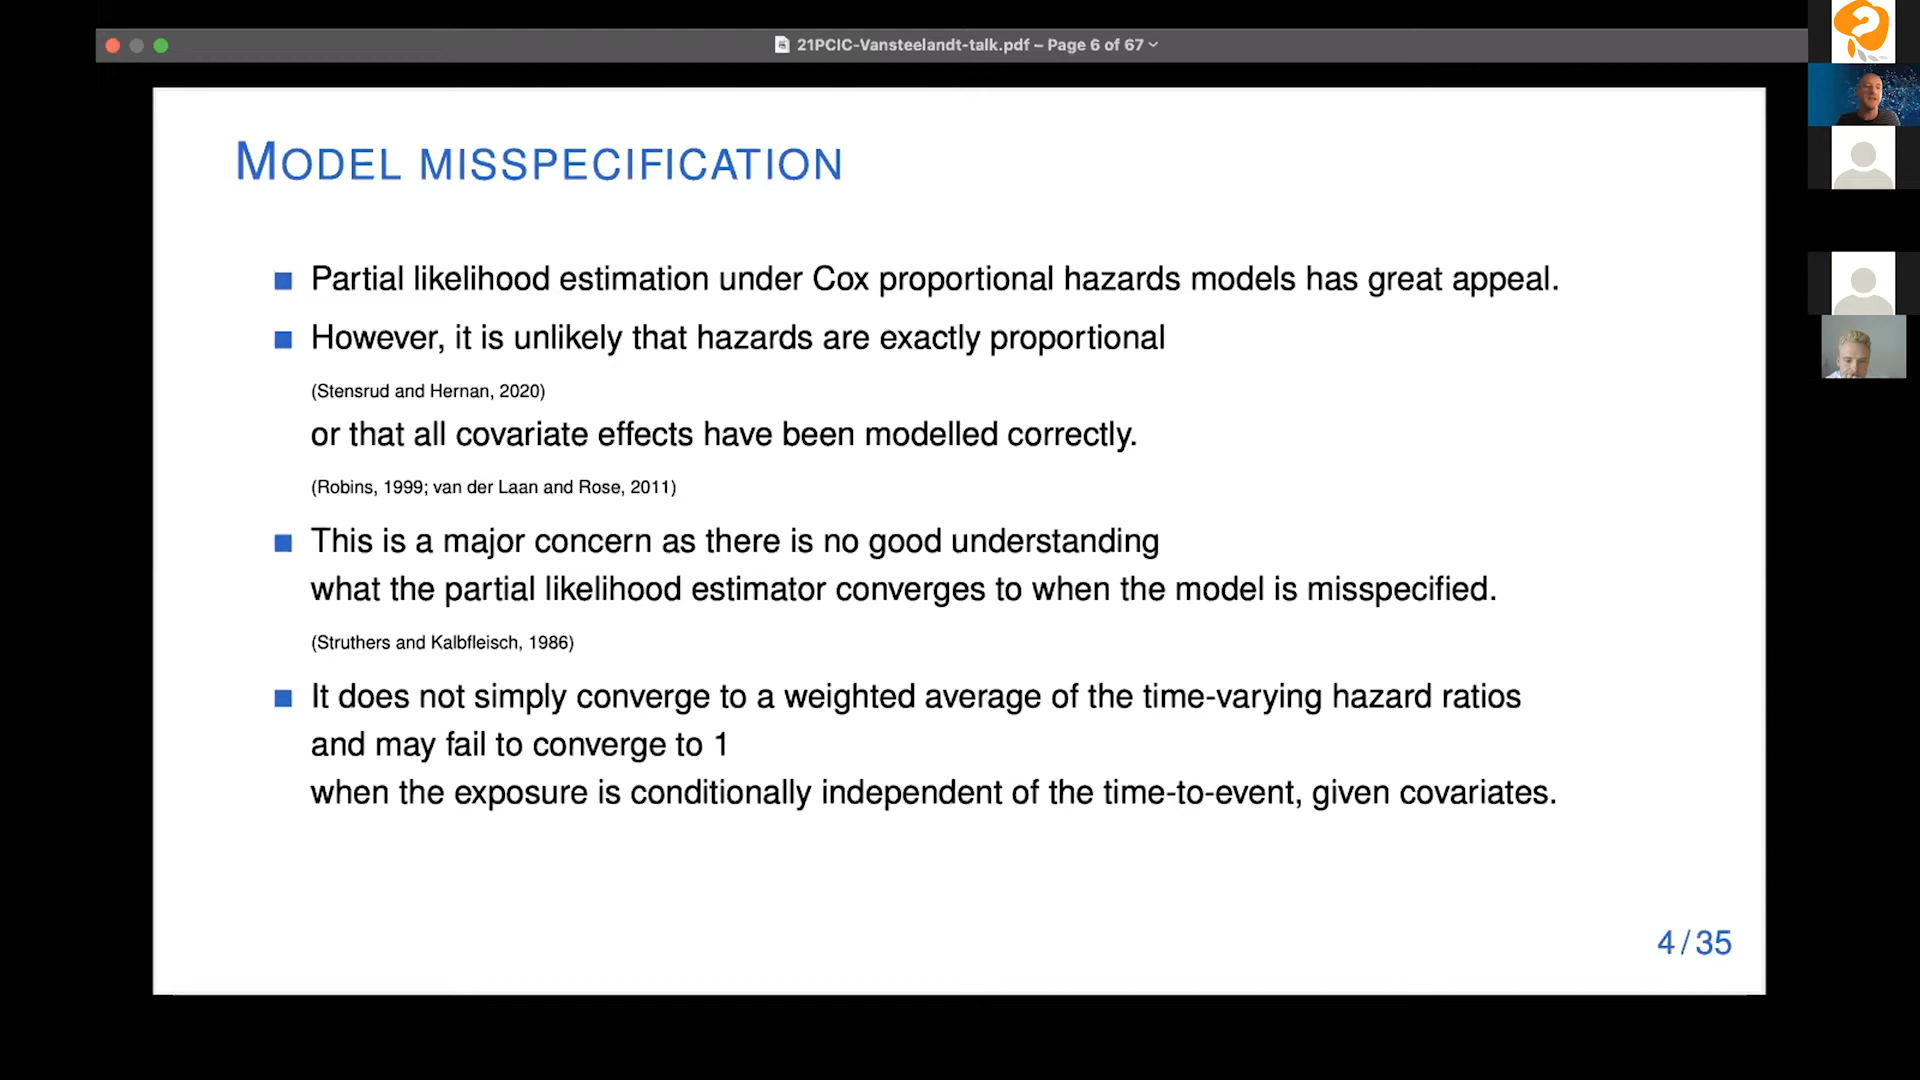 21PCIC-Vansteelandt-talk.pdf – Page 6 of 67
MODEL MISSPECIFICATION
Partial likelihood estimation under Cox proportional hazards models has great appeal.
However, it is unlikely that hazards are exactly proportional
(Stensrud and Hernan, 2020)
or that all covariate effects have been modelled correctly.
(Robins, 1999; van der Laan and Rose, 2011)
This is a major concern as there is no good understanding
what the partial likelihood estimator converges to when the model is misspecified.
(Struthers and Kalbfleisch, 1986)
It does not simply converge to a weighted average of the time-varying hazard ratios
and may fail to converge to 1
when the exposure is conditionally independent of the time-to-event, given covariates.
4/35